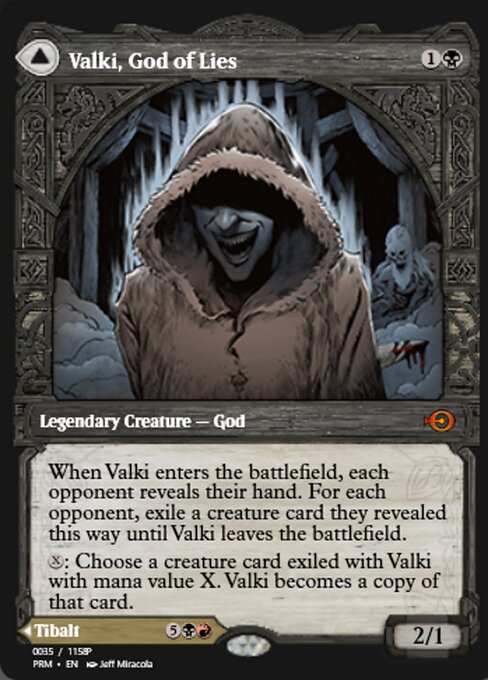 Valki, God of Lies 1
Legendary Creature — God
When Valki enters the battlefield, each
opponent reveals their hand. For each
opponent, exile a creature card they revealed
this way until Valki leaves the battlefield.
X: Choose a creature card exiled with Valki
with mana value X. Valki becomes a copy of
that card.
Tibalt 5
2/1
0035 / 1158P
PRM • EN Jeff Miracola